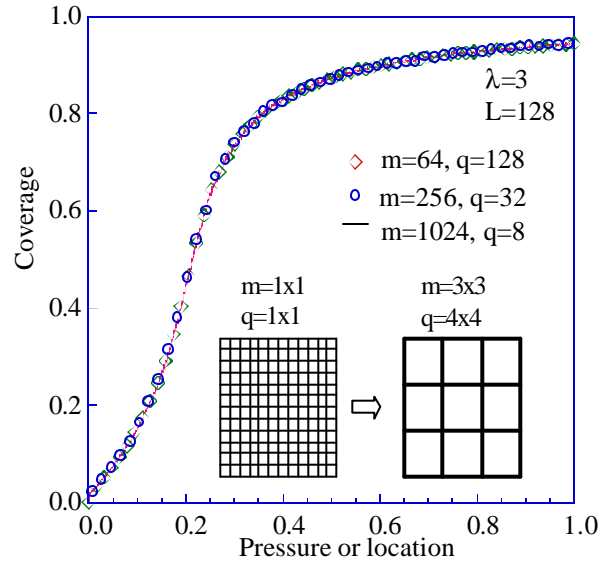 1.0
0.8
0.6
0.4
0.2
0.0
Coverage
λ=3
L=128
m=64, q=128
m=256, q=32
m=1024, q=8
m=1x1
q=1x1
m=3x3
q=4x4
0.0 0.2 0.4 0.6 0.8 1.0
Pressure or location